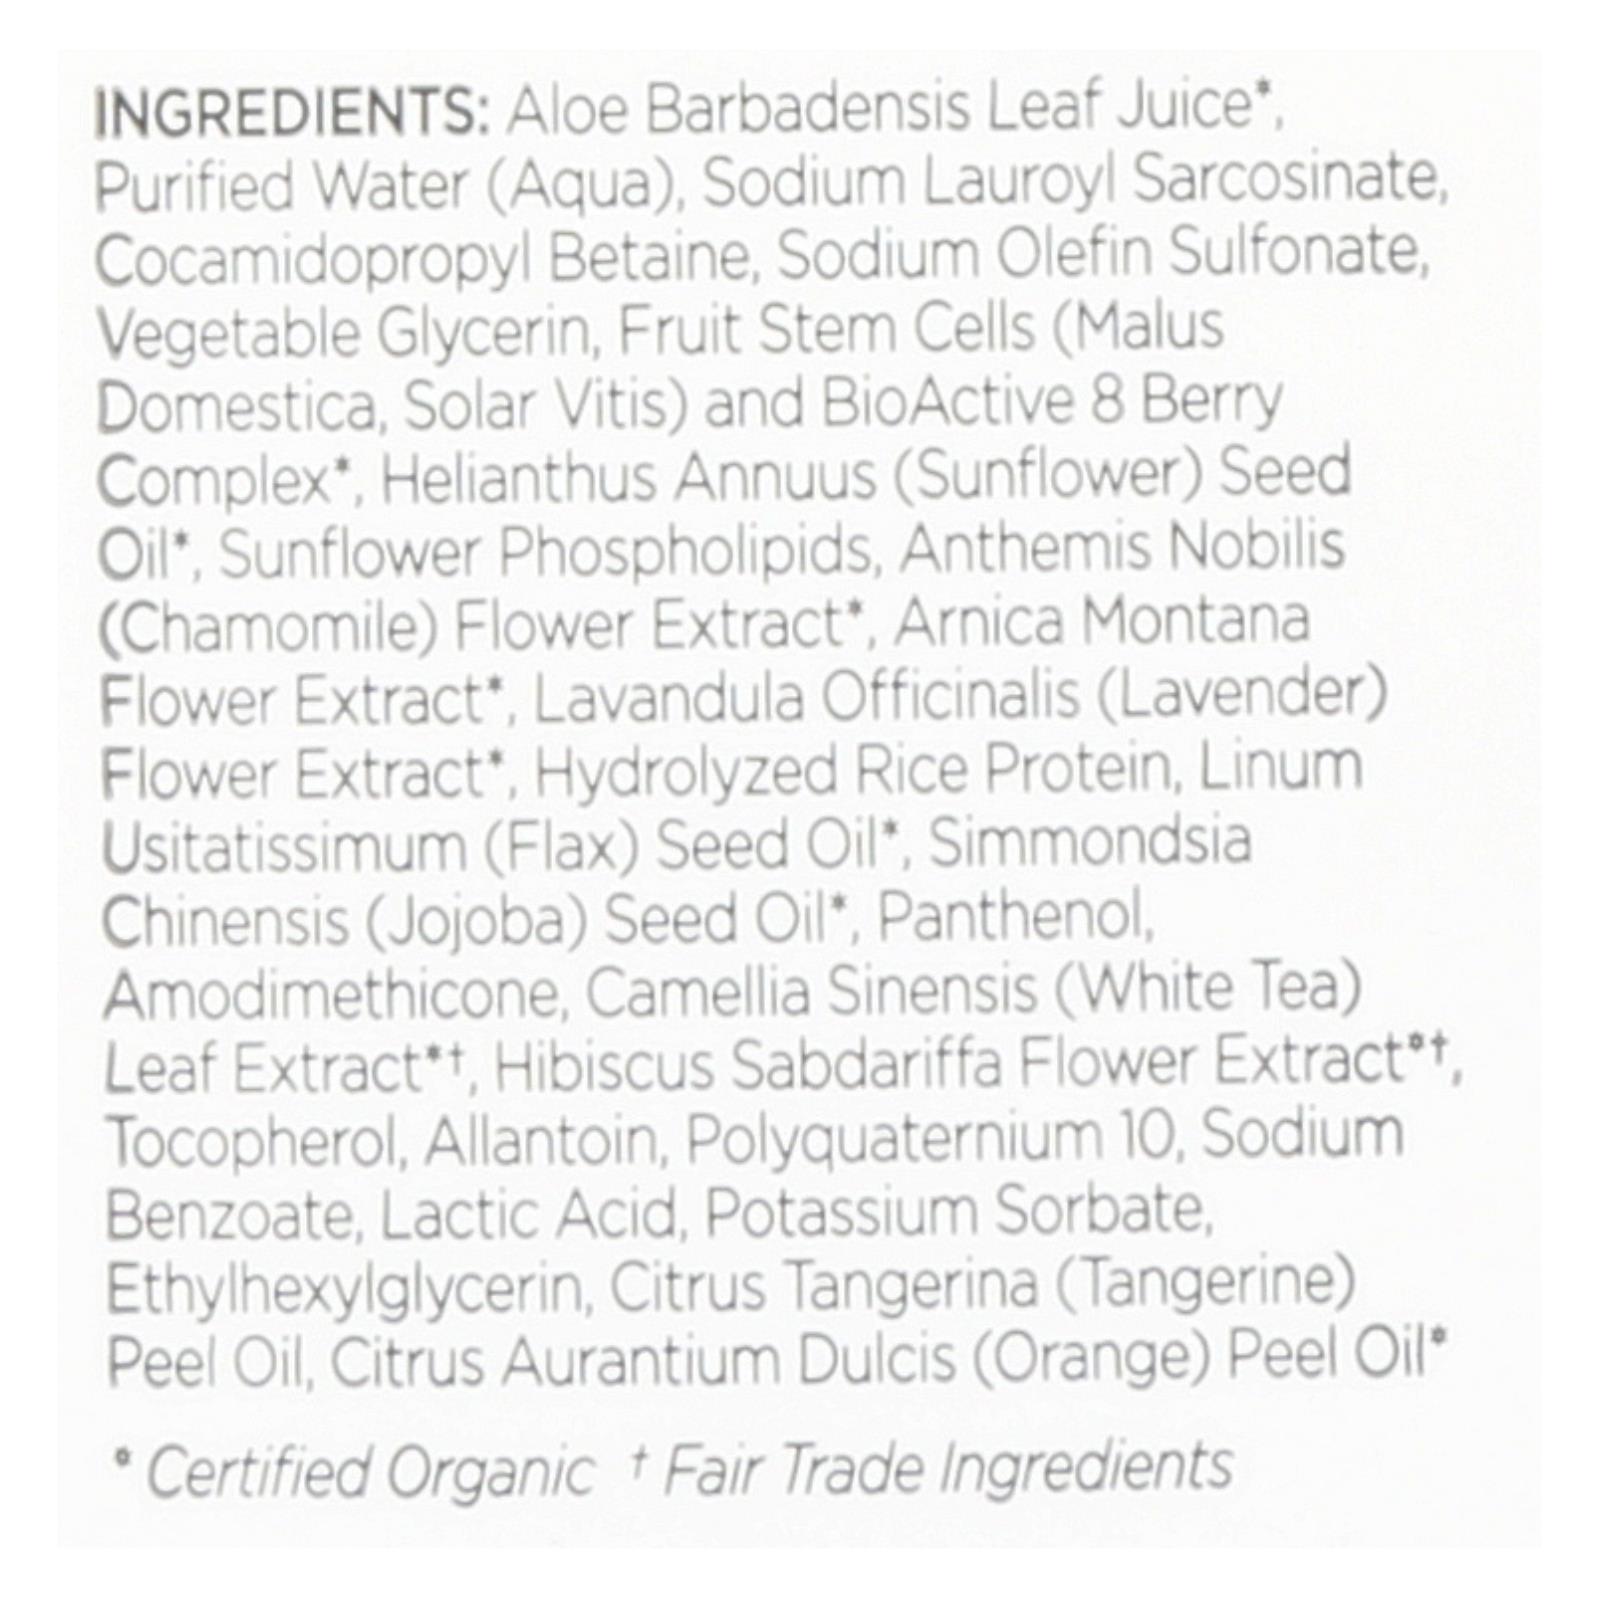 INGREDIENTS: Aloe Barbadensis Leaf Juice*,
Purified Water (Aqua), Sodium Lauroyl Sarcosinate,
Cocamidopropyl Betaine, Sodium Olefin Sulfonate,
Vegetable Glycerin, Fruit Stem Cells (Malus
Domestica, Solar Vitis) and BioActive 8 Berry
Complex*, Helianthus Annuus (Sunflower) Seed
Oil*, Sunflower Phospholipids, Anthemis Nobilis
(Chamomile) Flower Extract*, Arnica Montana
Flower Extract*, Lavandula Officinalis (Lavender)
Flower Extract*, Hydrolyzed Rice Protein, Linum
Usitatissimum (Flax) Seed Oil*, Simmondsia
Chinensis (Jojoba) Seed Oil*, Panthenol,
Amodimethicone, Camellia Sinensis (White Tea)
Leaf Extract*†, Hibiscus Sabdariffa Flower Extract*†,
Tocopherol, Allantoin, Polyquaternium 10, Sodium
Benzoate, Lactic Acid, Potassium Sorbate,
Ethylhexylglycerin, Citrus Tangerina (Tangerine)
Peel Oil, Citrus Aurantium Dulcis (Orange) Peel Oil*
* Certified Organic † Fair Trade Ingredients